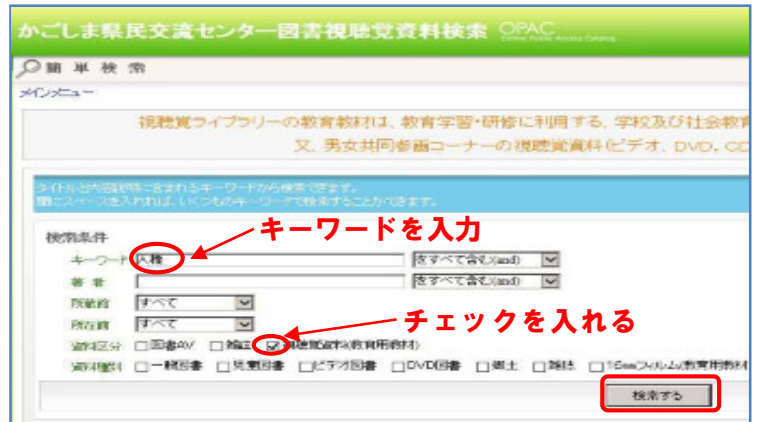 かごしま県民交流センター図書視聴覚資料検索 OPAC
簡単検索
メインメニュー
視聴覚ライブラリーの教育教材は、教育学習・研修に利用する、学校及び社会教育
又、男女共同参画コーナーの視聴覚資料(ビデオ、DVD、CD
タイトルと内容説明に含まれるキーワードから検索できます。
間にスペースを入れれば、いくつものキーワードで検索することができます。
キーワードを入力
検索条件
キーワード 人権 をすべて含む(and)
著者 をすべて含む(and)
所蔵館 すべて
所在館 すべて
チェックを入れる
資料区分 図書AV 雑誌 視聴覚教材(教育用教材)
資料種別 一般図書 児童図書 ビデオ図書 DVD図書 郷土 雑誌 16mmフィルム(教育用教材
検索する